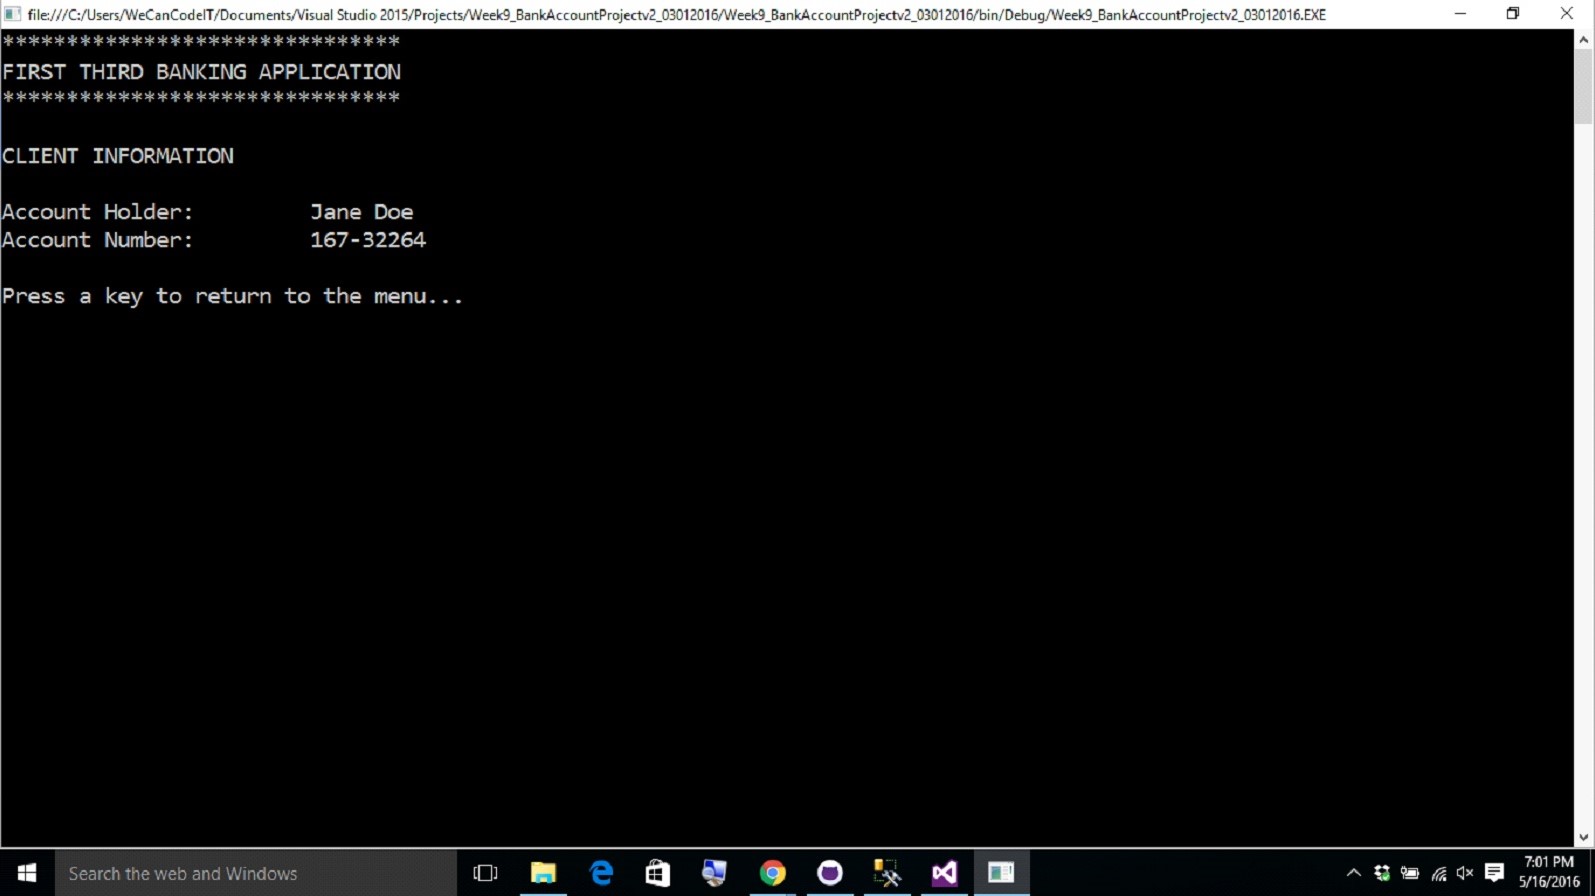 file:///C:/Users/WeCanCodeIT/Documents/Visual Studio 2015/Projects/Week9_BankAccountProjectv2_03012016/Week9_BankAccountProjectv2_03012016/bin/Debug/Week9_BankAccountProjectv2_03012016.EXE
*******************************
FIRST THIRD BANKING APPLICATION
*******************************
CLIENT INFORMATION
Account Holder: Jane Doe
Account Number: 167-32264
Press a key to return to the menu...
Search the web and Windows
7:01 PM
5/16/2016